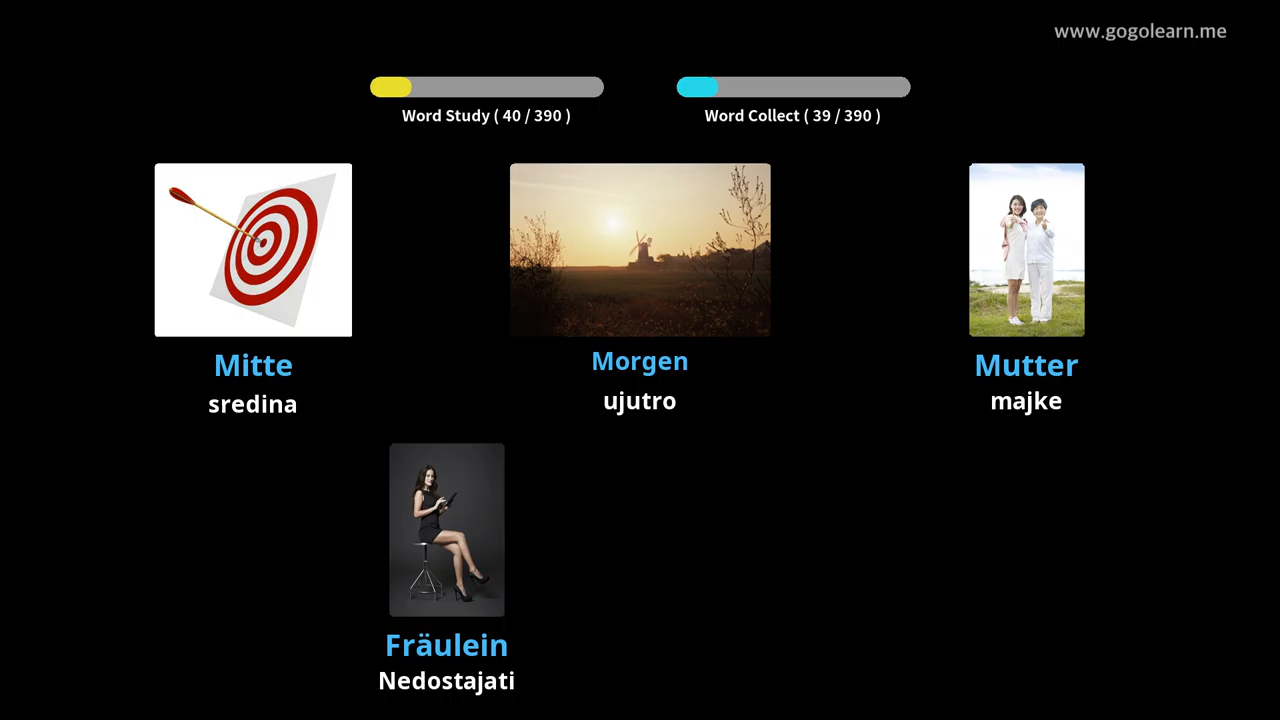 www.gogolearn.me
Word Study ( 40 / 390 )
Word Collect ( 39 / 390 )
Mitte
sredina
Morgen
ujutro
Mutter
majke
Fräulein
Nedostajati